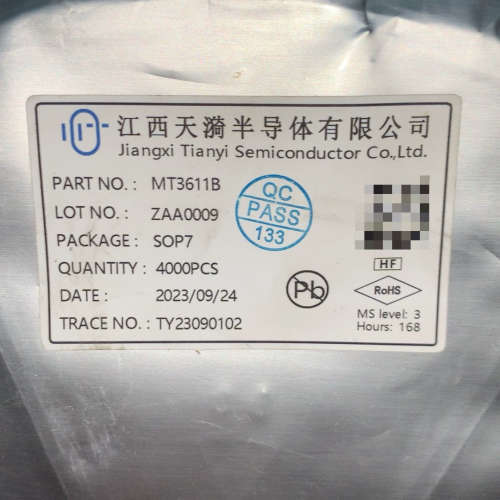 江西天漪半导体有限公司
Jiangxi Tianyi Semiconductor Co.,Ltd.
PART NO. : MT3611B
LOT NO. : ZAA0009
PACKAGE : SOP7
QUANTITY : 4000PCS
DATE : 2023/09/24
TRACE NO. : TY23090102
QC
PASS
133
Pb
HF
RoHS
MS level: 3
Hours: 168